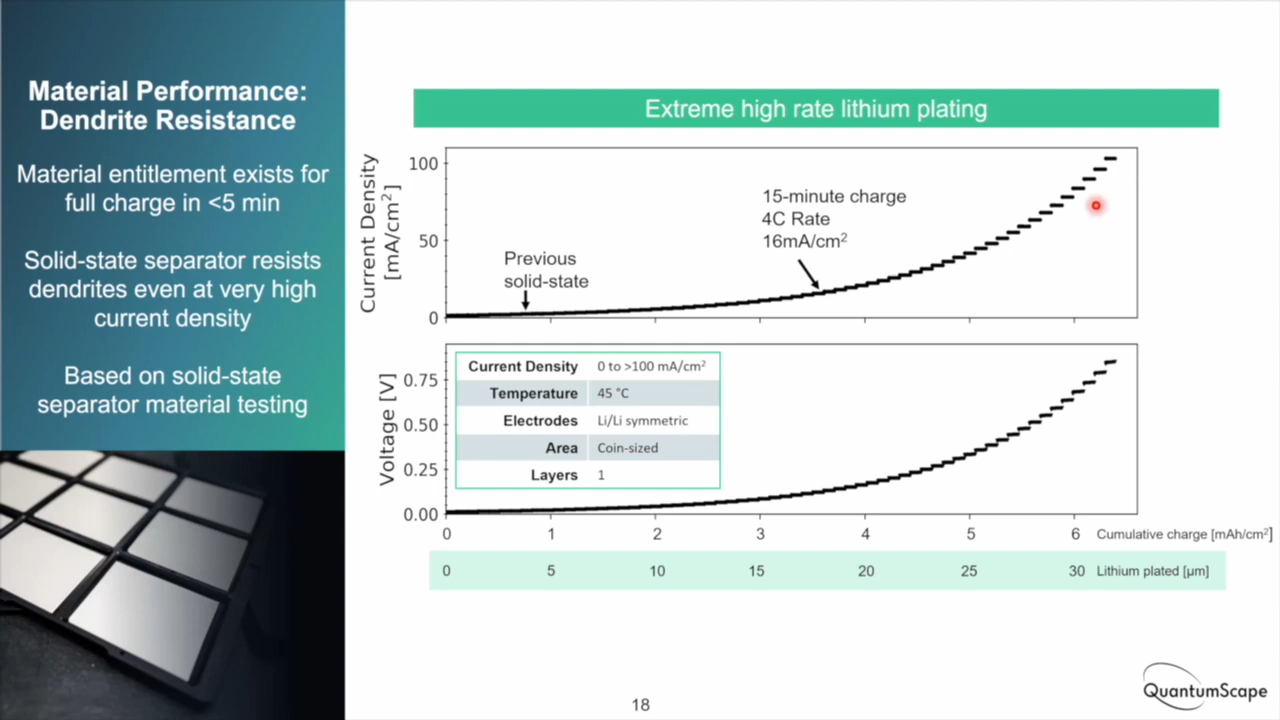 Material Performance:
Dendrite Resistance
Material entitlement exists for
full charge in <5 min
Solid-state separator resists
dendrites even at very high
current density
Based on solid-state
separator material testing
Extreme high rate lithium plating
Current Density
[mA/cm²]
100
50
0
Previous
solid-state
15-minute charge
4C Rate
16mA/cm²
Voltage [V]
0.75
0.50
0.25
0.00
Current Density 0 to >100 mA/cm²
Temperature 45 °C
Electrodes Li/Li symmetric
Area Coin-sized
Layers 1
0 1 2 3 4 5 6 Cumulative charge [mAh/cm²]
0 5 10 15 20 25 30 Lithium plated [µm]
18
QuantumScape